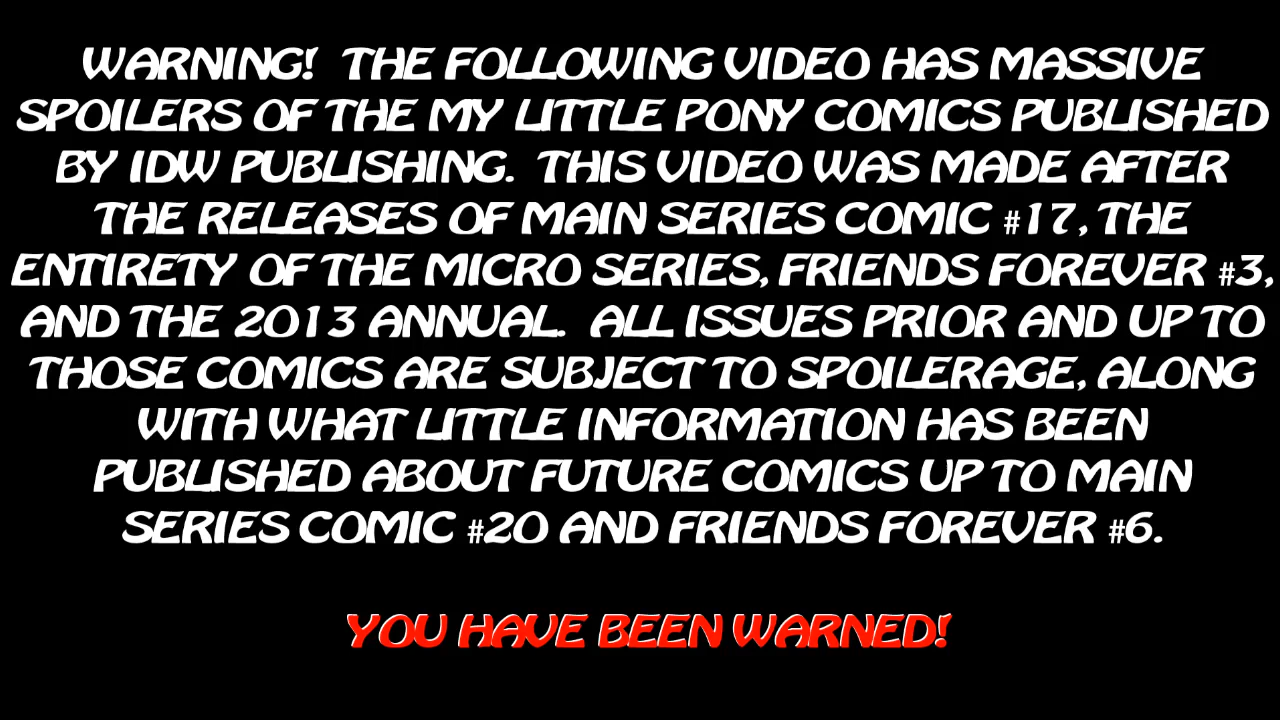 WARNING!  THE FOLLOWING VIDEO HAS MASSIVE
SPOILERS OF THE MY LITTLE PONY COMICS PUBLISHED
BY IDW PUBLISHING.  THIS VIDEO WAS MADE AFTER
THE RELEASES OF MAIN SERIES COMIC #17, THE
ENTIRETY OF THE MICRO SERIES, FRIENDS FOREVER #3,
AND THE 2013 ANNUAL.  ALL ISSUES PRIOR AND UP TO
THOSE COMICS ARE SUBJECT TO SPOILERAGE, ALONG
WITH WHAT LITTLE INFORMATION HAS BEEN
PUBLISHED ABOUT FUTURE COMICS UP TO MAIN
SERIES COMIC #20 AND FRIENDS FOREVER #6.
YOU HAVE BEEN WARNED!